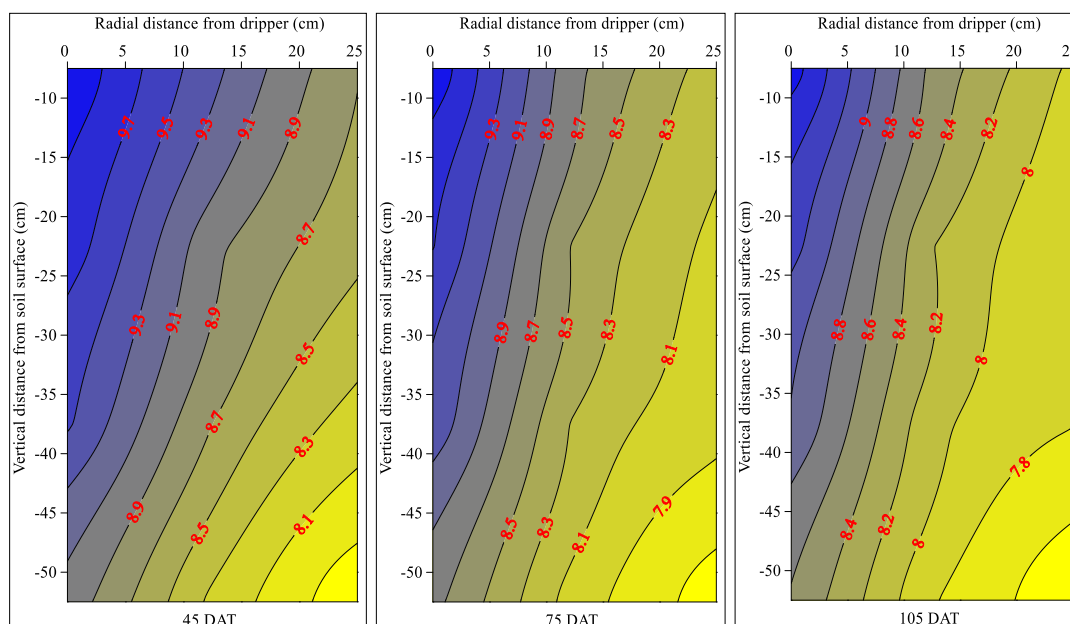 Radial distance from dripper (cm)
0 5 10 15 20 25
Vertical distance from soil surface (cm)
-10
-15
-20
-25
-30
-35
-40
-45
-50
9.7 9.5 9.3 9.1 8.9
8.7
9.3 9.1 8.9
8.5
8.7
8.3
8.9 8.5 8.1
45 DAT
Radial distance from dripper (cm)
0 5 10 15 20 25
Vertical distance from soil surface (cm)
-10
-15
-20
-25
-30
-35
-40
-45
-50
9.3 9.1 8.9 8.7 8.5 8.3
8.9 8.7 8.5 8.3
8.1
7.9
8.5 8.3 8.1
75 DAT
Radial distance from dripper (cm)
0 5 10 15 20
Vertical distance from soil surface (cm)
-10
-15
-20
-25
-30
-35
-40
-45
-50
9 8.8 8.6 8.4 8.2
8
8.8 8.6 8.4 8.2
8
7.8
8.4 8.2 8
105 DAT